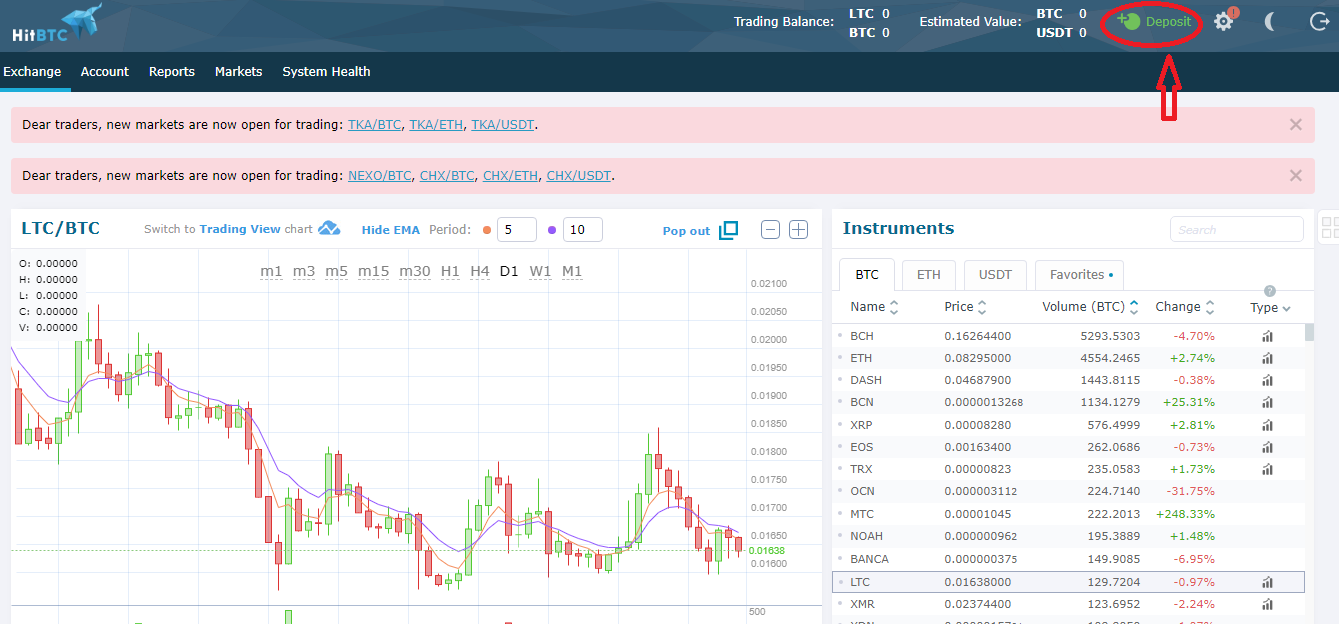 HitBTC
Trading Balance: LTC 0 BTC 0
Estimated Value: BTC 0 USDT 0
Deposit
!
Exchange Account Reports Markets System Health
Dear traders, new markets are now open for trading: TKA/BTC, TKA/ETH, TKA/USDT.
Dear traders, new markets are now open for trading: NEXO/BTC, CHX/BTC, CHX/ETH, CHX/USDT.
LTC/BTC Switch to Trading View chart Hide EMA Period: 5 10 Pop out
O: 0.00000
H: 0.00000
L: 0.00000
C: 0.00000
V: 0.00000
m1 m3 m5 m15 m30 H1 H4 D1 W1 M1
0.02100
0.02050
0.02000
0.01950
0.01900
0.01850
0.01800
0.01750
0.01700
0.01650
0.01638
0.01600
500
Instruments Search
BTC ETH USDT Favorites •
?
Name Price Volume (BTC) Change Type
BCH 0.16264400 5293.5303 -4.70%
ETH 0.08295000 4554.2465 +2.74%
DASH 0.04687900 1443.8115 -0.38%
BCN 0.0000013268 1134.1279 +25.31%
XRP 0.00008280 576.4999 +2.81%
EOS 0.00163400 262.0686 -0.73%
TRX 0.00000823 235.0583 +1.73%
OCN 0.000003112 224.7140 -31.75%
MTC 0.00001045 222.2013 +248.33%
NOAH 0.000000962 195.3889 +1.48%
BANCA 0.000000375 149.9085 -6.95%
LTC 0.01638000 129.7204 -0.97%
XMR 0.02374400 123.6952 -2.24%